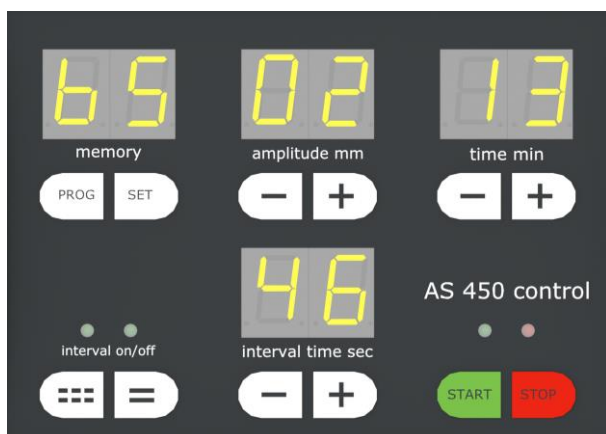 b5 02 13
memory amplitude mm time min
PROG SET − + − +
46
AS 450 control
interval on/off interval time sec
− + START STOP